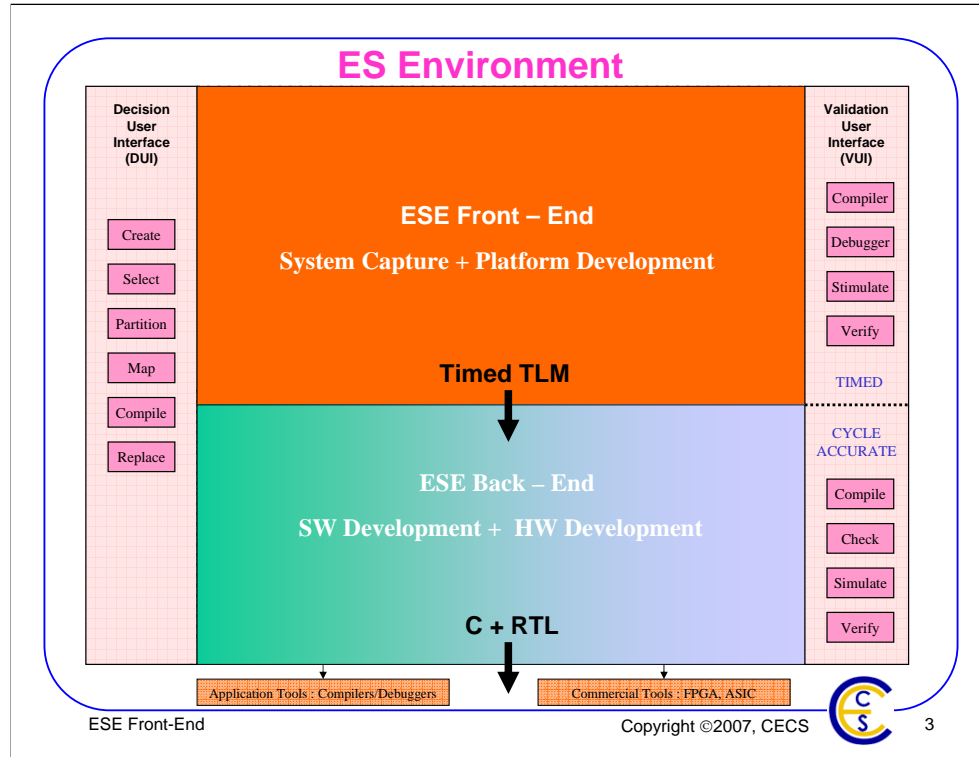 ES Environment
Decision
User
Interface
(DUI)
Create
Select
Partition
Map
Compile
Replace
ESE Front – End
System Capture + Platform Development
Timed TLM
ESE Back – End
SW Development + HW Development
C + RTL
Validation
User
Interface
(VUI)
Compiler
Debugger
Stimulate
Verify
TIMED
CYCLE
ACCURATE
Compile
Check
Simulate
Verify
Application Tools : Compilers/Debuggers
Commercial Tools : FPGA, ASIC
ESE Front-End
Copyright ©2007, CECS
C
E
S
3